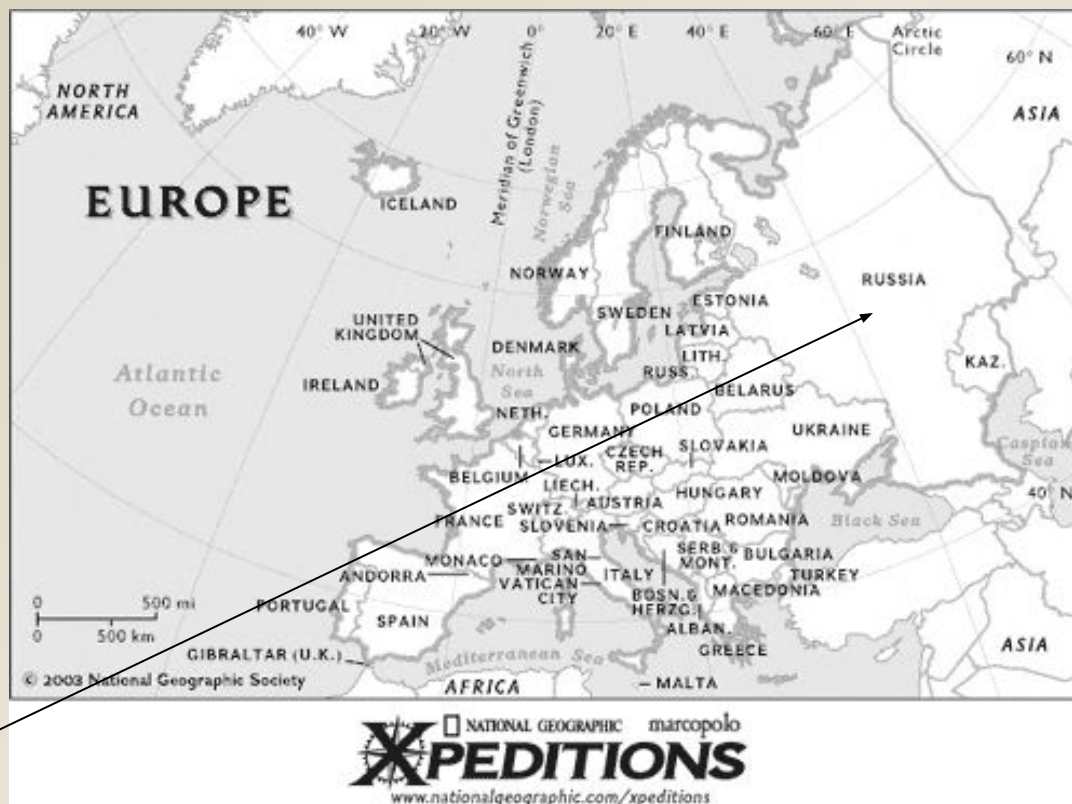 40° W
20° W
0°
20° E
40° E
60° E
Arctic
Circle
60° N
NORTH
AMERICA
ASIA
Meridian of Greenwich
(London)
Norwegian
Sea
EUROPE
ICELAND
FINLAND
NORWAY
RUSSIA
ESTONIA
SWEDEN
UNITED
KINGDOM
LATVIA
DENMARK
LITH.
KAZ.
Atlantic
Ocean
North
Sea
RUSS.
IRELAND
BELARUS
NETH.
POLAND
GERMANY
UKRAINE
SLOVAKIA
CZECH
REP.
LUX.
Caspian
Sea
BELGIUM
LIECH.
MOLDOVA
AUSTRIA
HUNGARY
40° N
SWITZ.
FRANCE
SLOVENIA
CROATIA
ROMANIA
Black Sea
MONACO
SAN
MARINO
SERB.&
MONT.
BULGARIA
ANDORRA
VATICAN
CITY
ITALY
TURKEY
BOSN.&
HERZG.
MACEDONIA
0
500 mi
0
500 km
PORTUGAL
SPAIN
ALBAN.
GREECE
ASIA
GIBRALTAR (U.K.)
Mediterranean Sea
© 2003 National Geographic Society
AFRICA
MALTA
NATIONAL GEOGRAPHIC marcopolo
XPEDITIONS
www.nationalgeographic.com/xpeditions